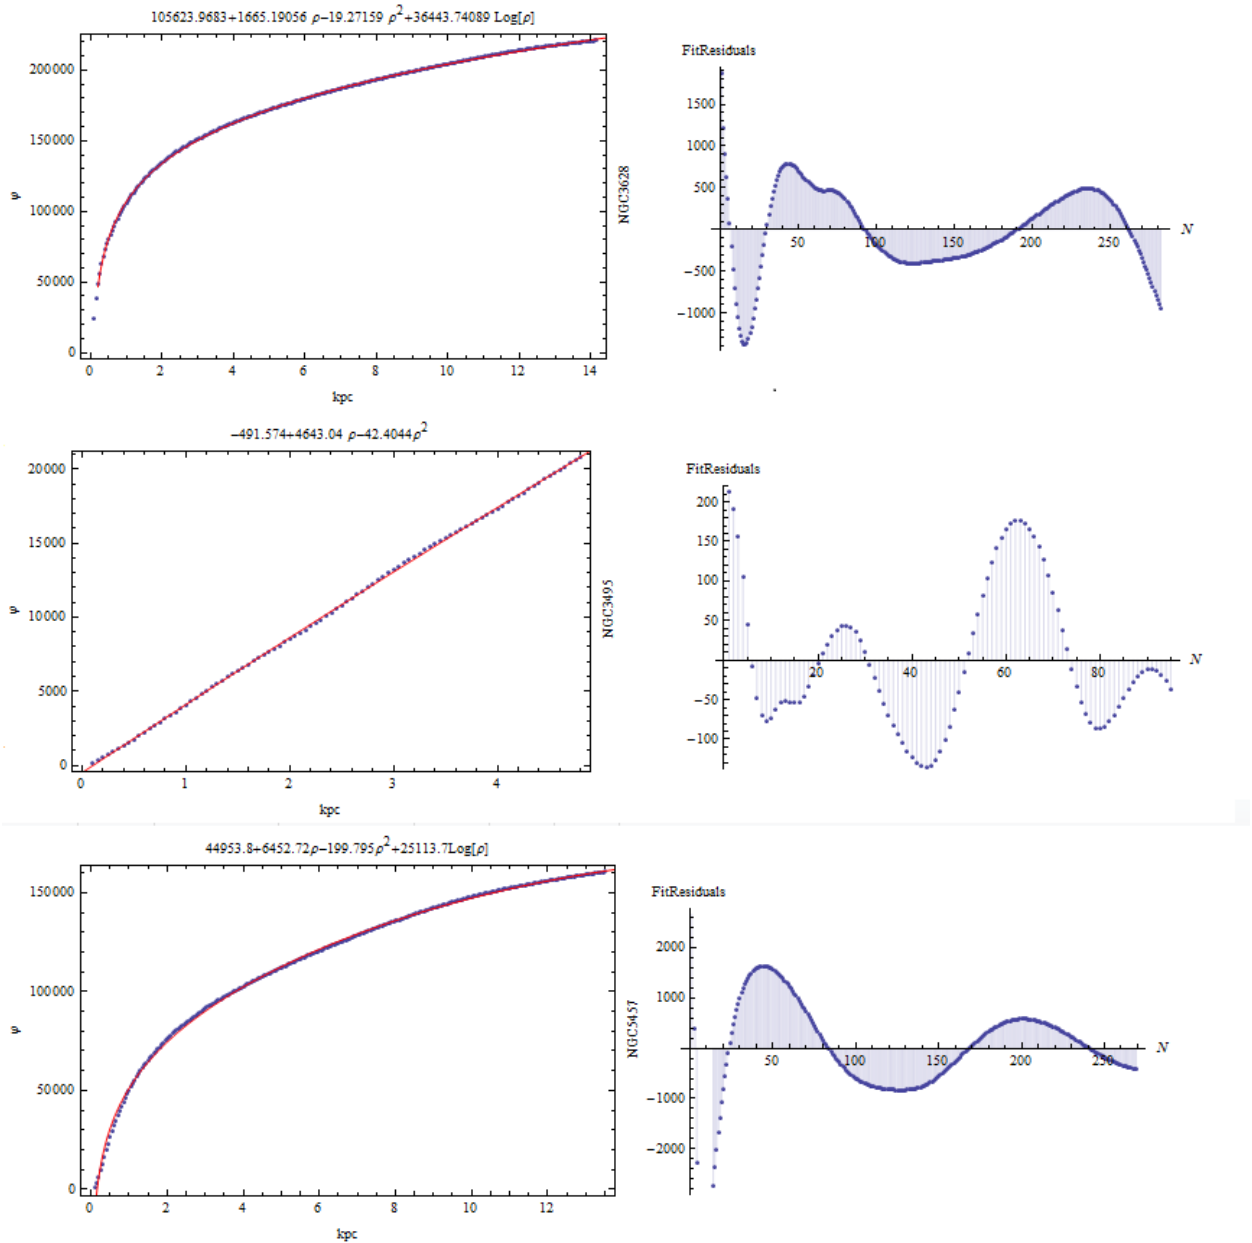 105623.9683+1665.19056 ρ−19.27159 ρ²+36443.74089 Log[ρ]
200000
150000
100000
50000
0
ψ
0 2 4 6 8 10 12 14
kpc
NGC3628
FitResiduals
1500
1000
500
−500
−1000
50 100 150 200 250
N
−491.574+4643.04 ρ−42.4044ρ²
20000
15000
10000
5000
0
ψ
0 1 2 3 4
kpc
NGC3495
FitResiduals
200
150
100
50
−50
−100
20 40 60 80
N
44953.8+6452.72ρ−199.795ρ²+25113.7Log[ρ]
150000
100000
50000
0
ψ
0 2 4 6 8 10 12
kpc
NGC5457
FitResiduals
2000
1000
−1000
−2000
50 100 150 200 250
N